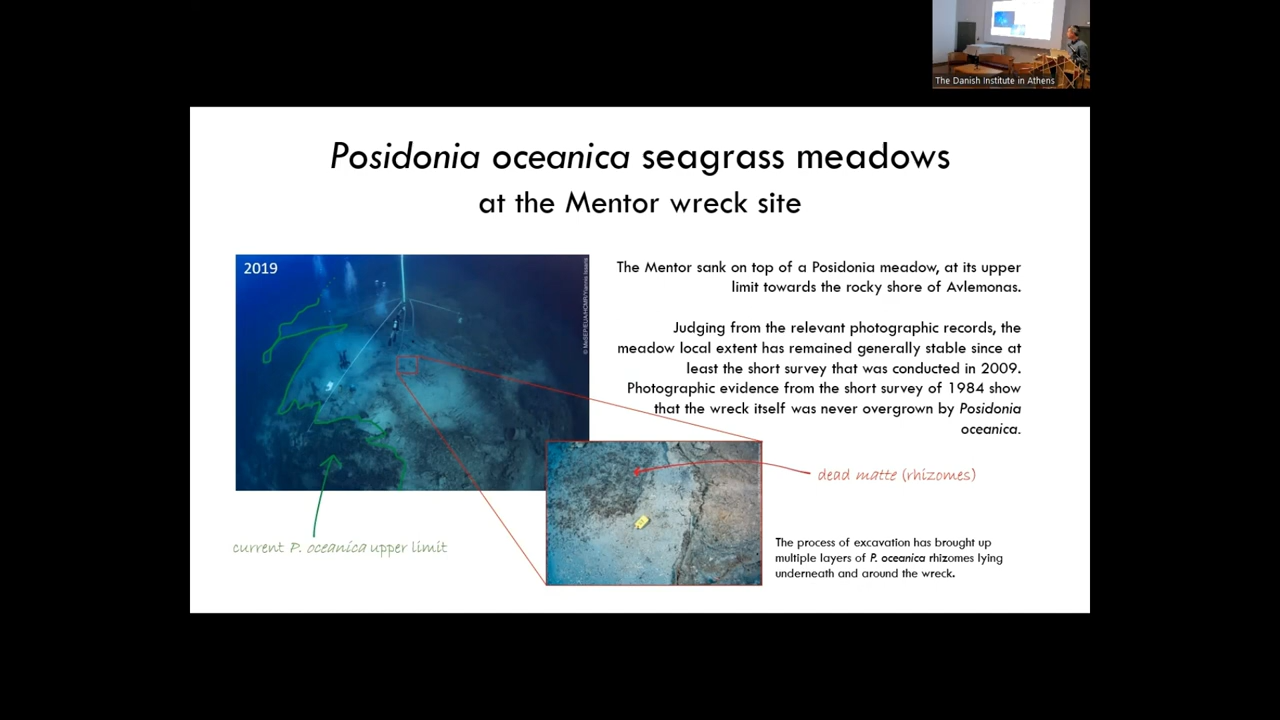 The Danish Institute in Athens
Posidonia oceanica seagrass meadows
at the Mentor wreck site
2019
The Mentor sank on top of a Posidonia meadow, at its upper
limit towards the rocky shore of Avlemonas.
Judging from the relevant photographic records, the
meadow local extent has remained generally stable since at
least the short survey that was conducted in 2009.
Photographic evidence from the short survey of 1984 show
that the wreck itself was never overgrown by Posidonia
oceanica.
dead matte (rhizomes)
current P. oceanica upper limit
The process of excavation has brought up
multiple layers of P. oceanica rhizomes lying
underneath and around the wreck.